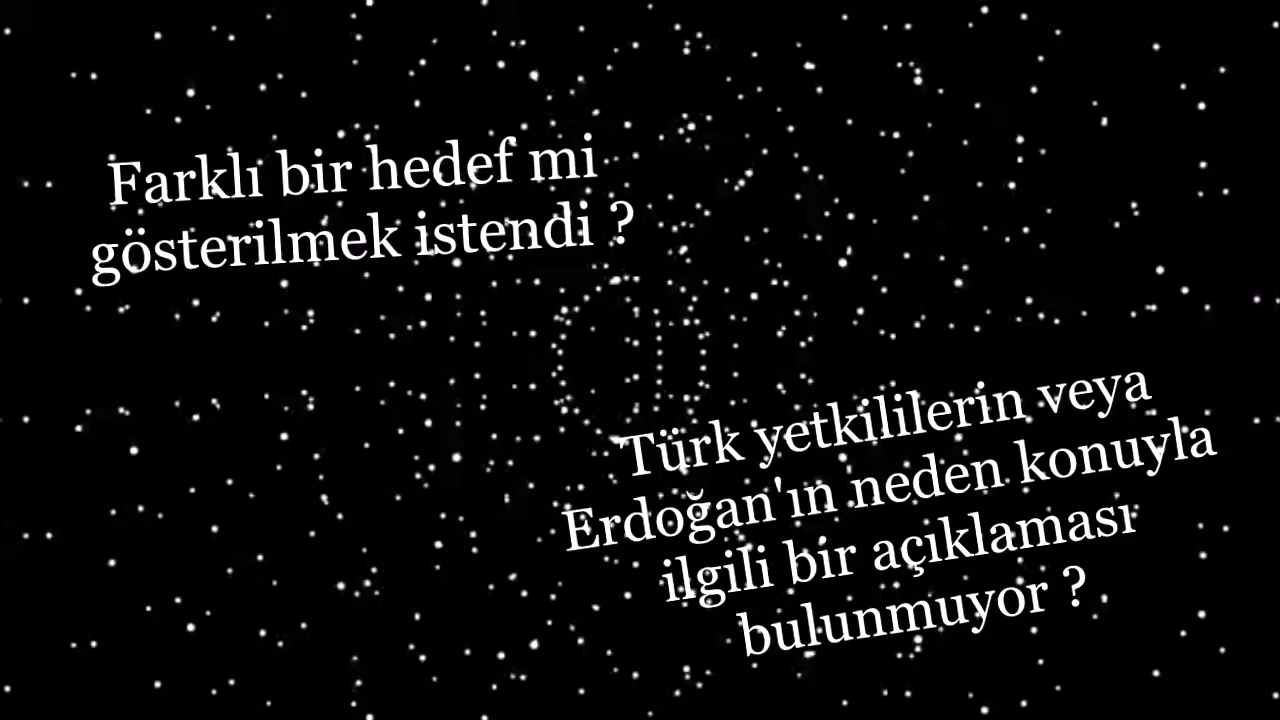 Farklı bir hedef mi
gösterilmek istendi ?
Türk yetkililerin veya
Erdoğan'ın neden konuyla
ilgili bir açıklaması
bulunmuyor ?